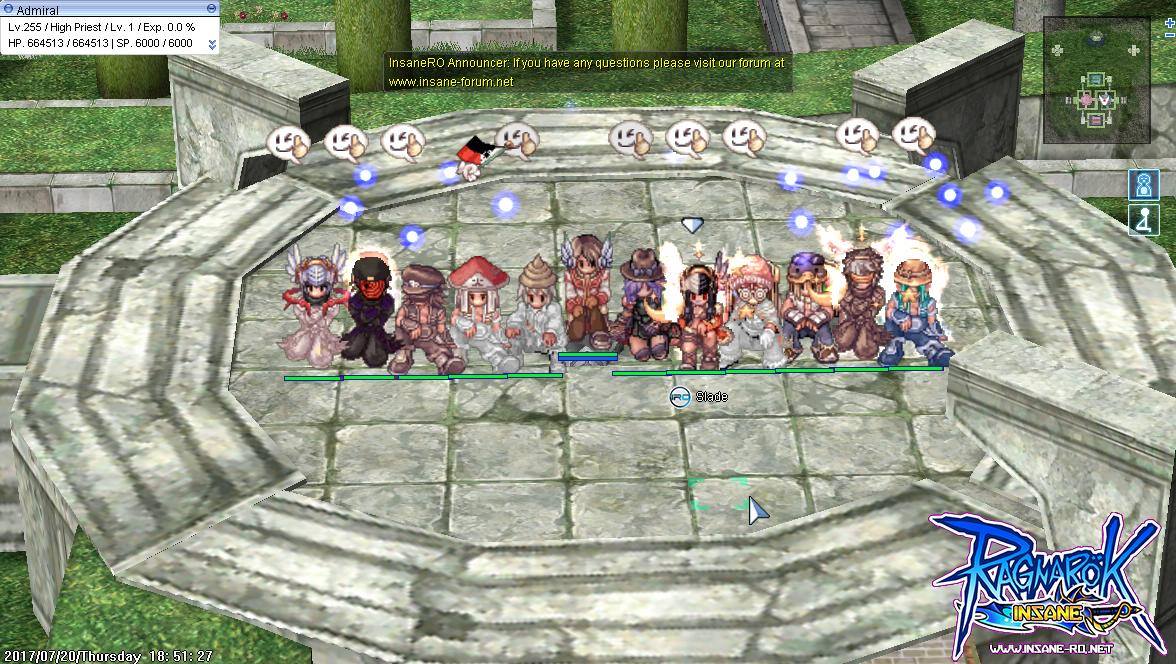 Admiral
Lv.255 / High Priest / Lv. 1 / Exp. 0.0 %
HP. 664513 / 664513 | SP. 6000 / 6000
InsaneRO Announcer: If you have any questions please visit our forum at
www.insane-forum.net
iRO Slade
RAGNARÖK
INSANE
WWW.INSANE-RO.NET
2017/07/20/Thursday 18: 51: 27